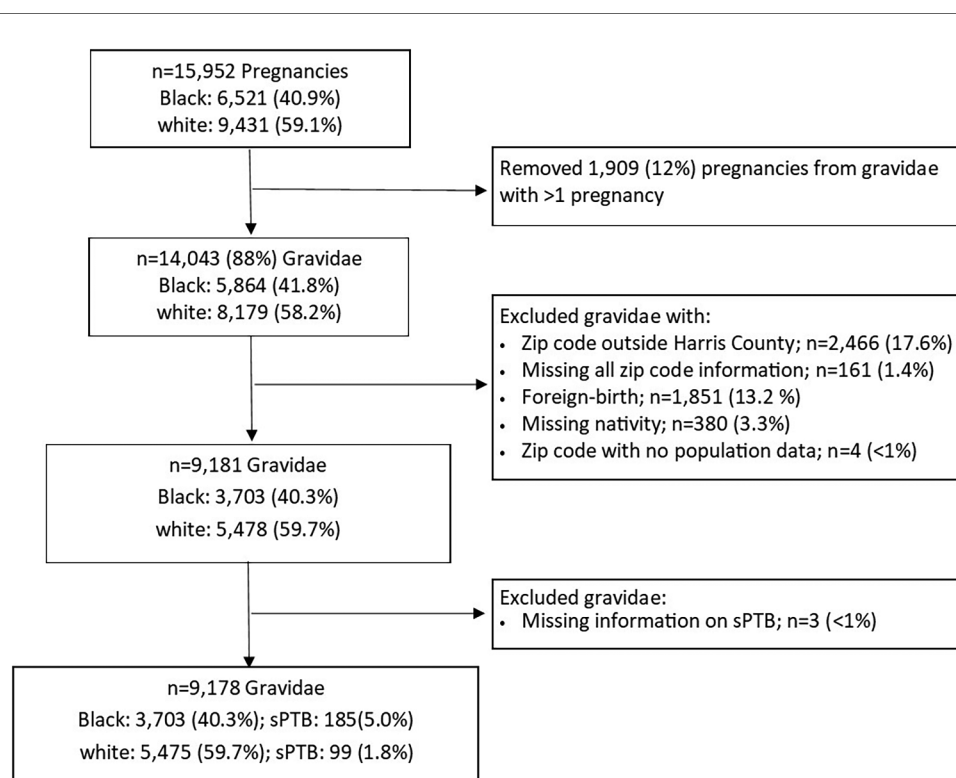 n=15,952 Pregnancies
Black: 6,521 (40.9%)
white: 9,431 (59.1%)
Removed 1,909 (12%) pregnancies from gravidae
with >1 pregnancy
n=14,043 (88%) Gravidae
Black: 5,864 (41.8%)
white: 8,179 (58.2%)
Excluded gravidae with:
• Zip code outside Harris County; n=2,466 (17.6%)
• Missing all zip code information; n=161 (1.4%)
• Foreign-birth; n=1,851 (13.2 %)
• Missing nativity; n=380 (3.3%)
• Zip code with no population data; n=4 (<1%)
n=9,181 Gravidae
Black: 3,703 (40.3%)
white: 5,478 (59.7%)
Excluded gravidae:
• Missing information on sPTB; n=3 (<1%)
n=9,178 Gravidae
Black: 3,703 (40.3%); sPTB: 185(5.0%)
white: 5,475 (59.7%); sPTB: 99 (1.8%)